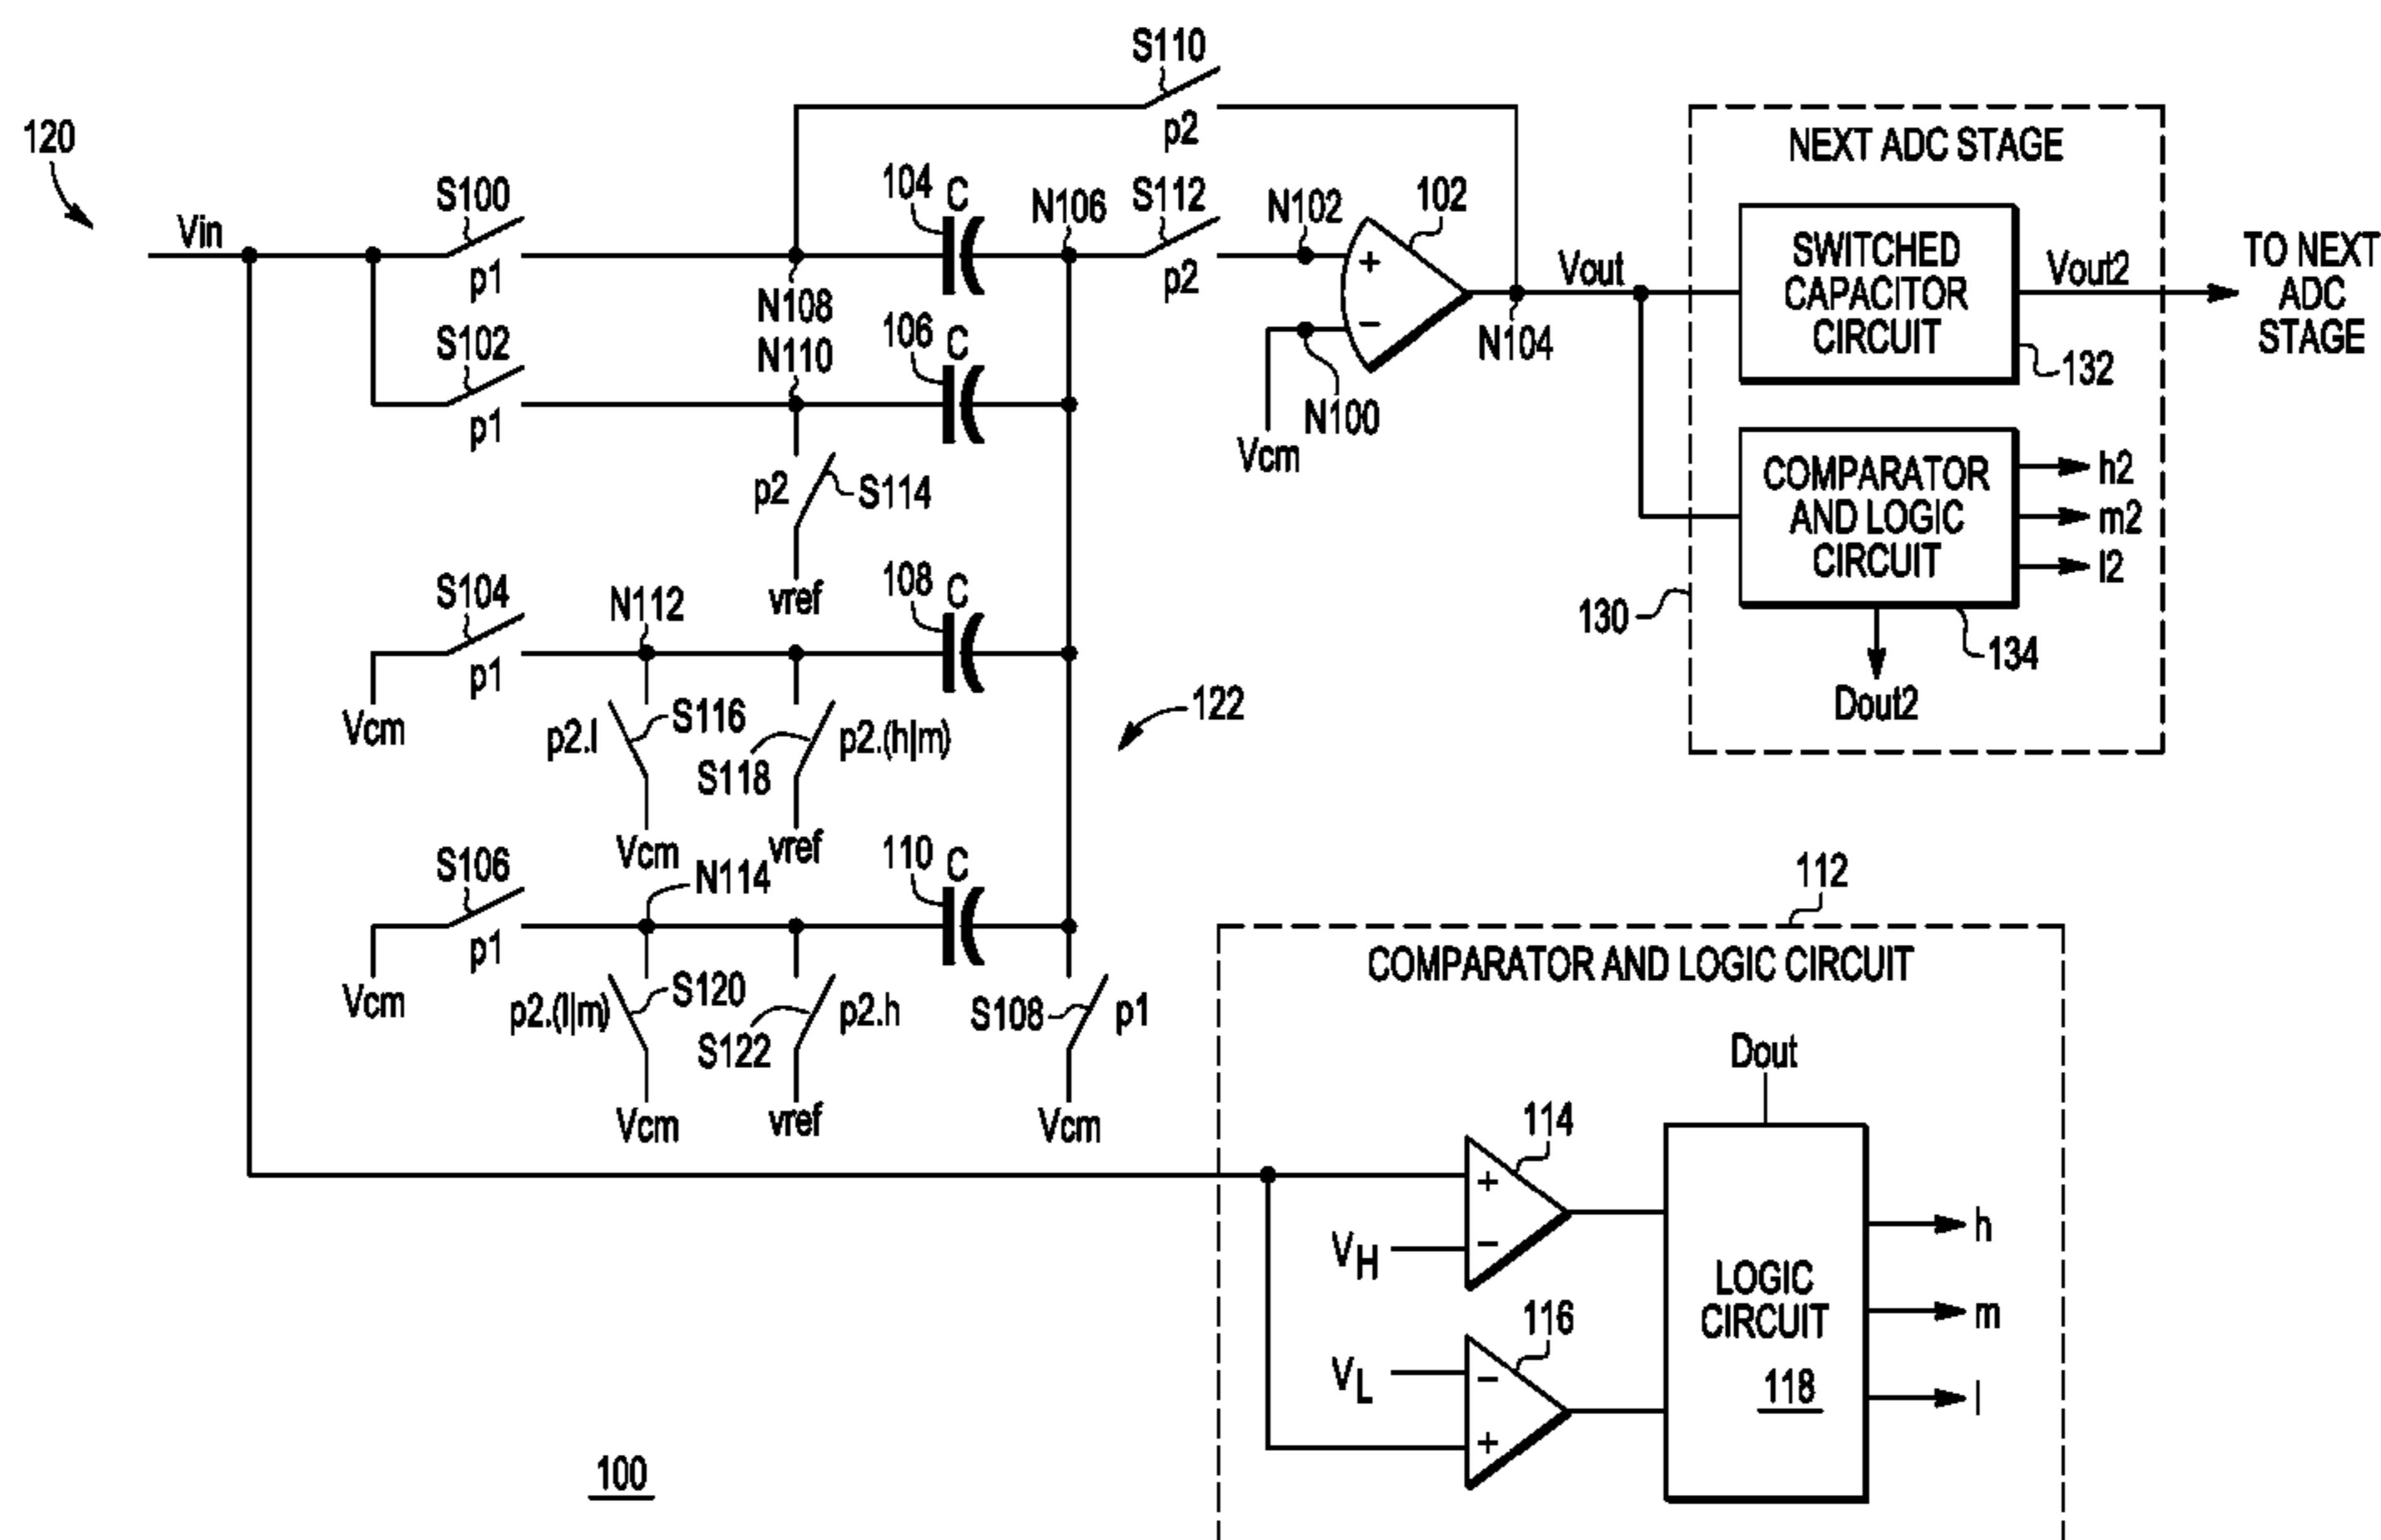 S110
120
p2
NEXT ADC STAGE
S100
104 C
N106
S112
N102
102
Vin
SWITCHED
CAPACITOR
CIRCUIT
TO NEXT
ADC
STAGE
Vout
Vout2
p1
N108
p2
+
−
S102
N110
106 C
N104
132
p1
N100
Vcm
p2
S114
COMPARATOR
AND LOGIC
CIRCUIT
h2
m2
l2
S104
N112
vref
108 C
130
134
p1
Vcm
p2.l
S116
S118
p2.(h|m)
122
Dout2
Vcm
vref
S106
N114
110 C
112
p1
COMPARATOR AND LOGIC CIRCUIT
Vcm
p2.(l|m)
S120
S122
p2.h
S108
p1
Dout
Vcm
vref
Vcm
114
+
VH
−
h
LOGIC
CIRCUIT
118
116
m
VL
−
l
+
100